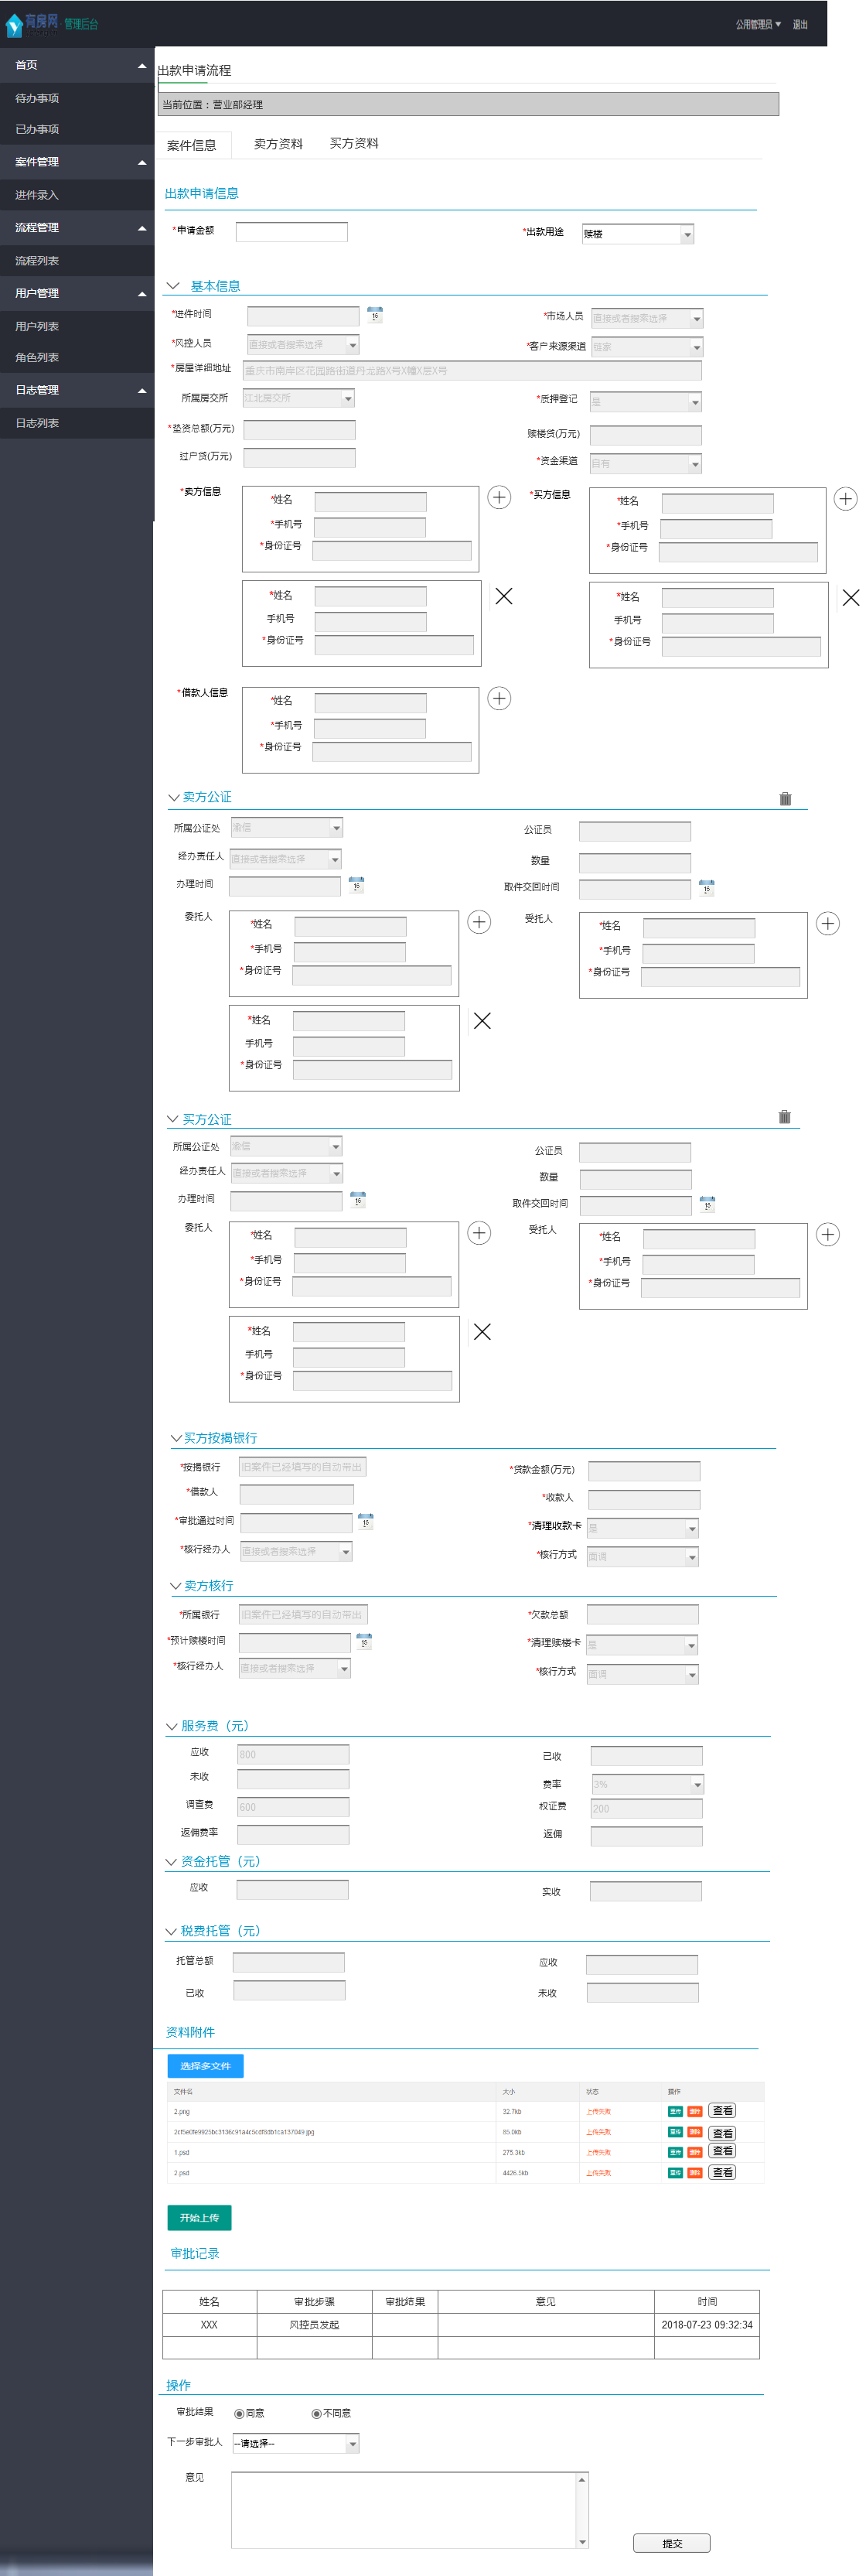 有房网 管理后台
公用管理员 退出
首页
待办事项
已办事项
案件管理
进件录入
流程管理
流程列表
用户管理
用户列表
角色列表
日志管理
日志列表
出款申请流程
当前位置：营业部经理
案件信息 卖方资料 买方资料
出款申请信息
*申请金额 *出款用途 赎楼
基本信息
*进件时间 *市场人员 直接或者搜索选择
*风控人员 直接或者搜索选择 *客户来源渠道 链家
*房屋详细地址 重庆市南岸区花园路街道丹龙路X号X幢X层X号
所属房交所 江北房交所 *质押登记 是
*垫资总额(万元) 赎楼贷(万元)
过户贷(万元) *资金渠道 自有
*卖方信息 *姓名 *买方信息 *姓名
*手机号 *手机号
*身份证号 *身份证号
*姓名 *姓名
手机号 手机号
*身份证号 *身份证号
*借款人信息 *姓名
*手机号
*身份证号
卖方公证
所属公证处 渝信 公证员
经办责任人 直接或者搜索选择 数量
办理时间 取件交回时间
委托人 *姓名 受托人 *姓名
*手机号 *手机号
*身份证号 *身份证号
*姓名
手机号
*身份证号
买方公证
所属公证处 渝信 公证员
经办责任人 直接或者搜索选择 数量
办理时间 取件交回时间
委托人 *姓名 受托人 *姓名
*手机号 *手机号
*身份证号 *身份证号
*姓名
手机号
*身份证号
买方按揭银行
*按揭银行 旧案件已经填写的自动带出 *贷款金额(万元)
*借款人 *收款人
*审批通过时间 *清理收款卡 是
*核行经办人 直接或者搜索选择 *核行方式 面调
卖方核行
*所属银行 旧案件已经填写的自动带出 *欠款总额
*预计赎楼时间 *清理赎楼卡 是
*核行经办人 直接或者搜索选择 *核行方式 面调
服务费（元）
应收 800 已收
未收 费率 3%
调查费 600 权证费 200
返佣费率 返佣
资金托管（元）
应收 实收
税费托管（元）
托管总额 应收
已收 未收
资料附件
选择多文件
文件名 大小 状态 操作
2.png 32.7kb 上传失败 重传 删除 查看
85.0kb 上传失败 重传 删除 查看
1.psd 275.3kb 上传失败 重传 删除 查看
2.psd 4426.5kb 上传失败 重传 删除 查看
开始上传
审批记录
姓名 审批步骤 审批结果 意见 时间
XXX 风控员发起 2018-07-23 09:32:34
操作
审批结果 同意 不同意
下一步审批人 --请选择--
意见
提交